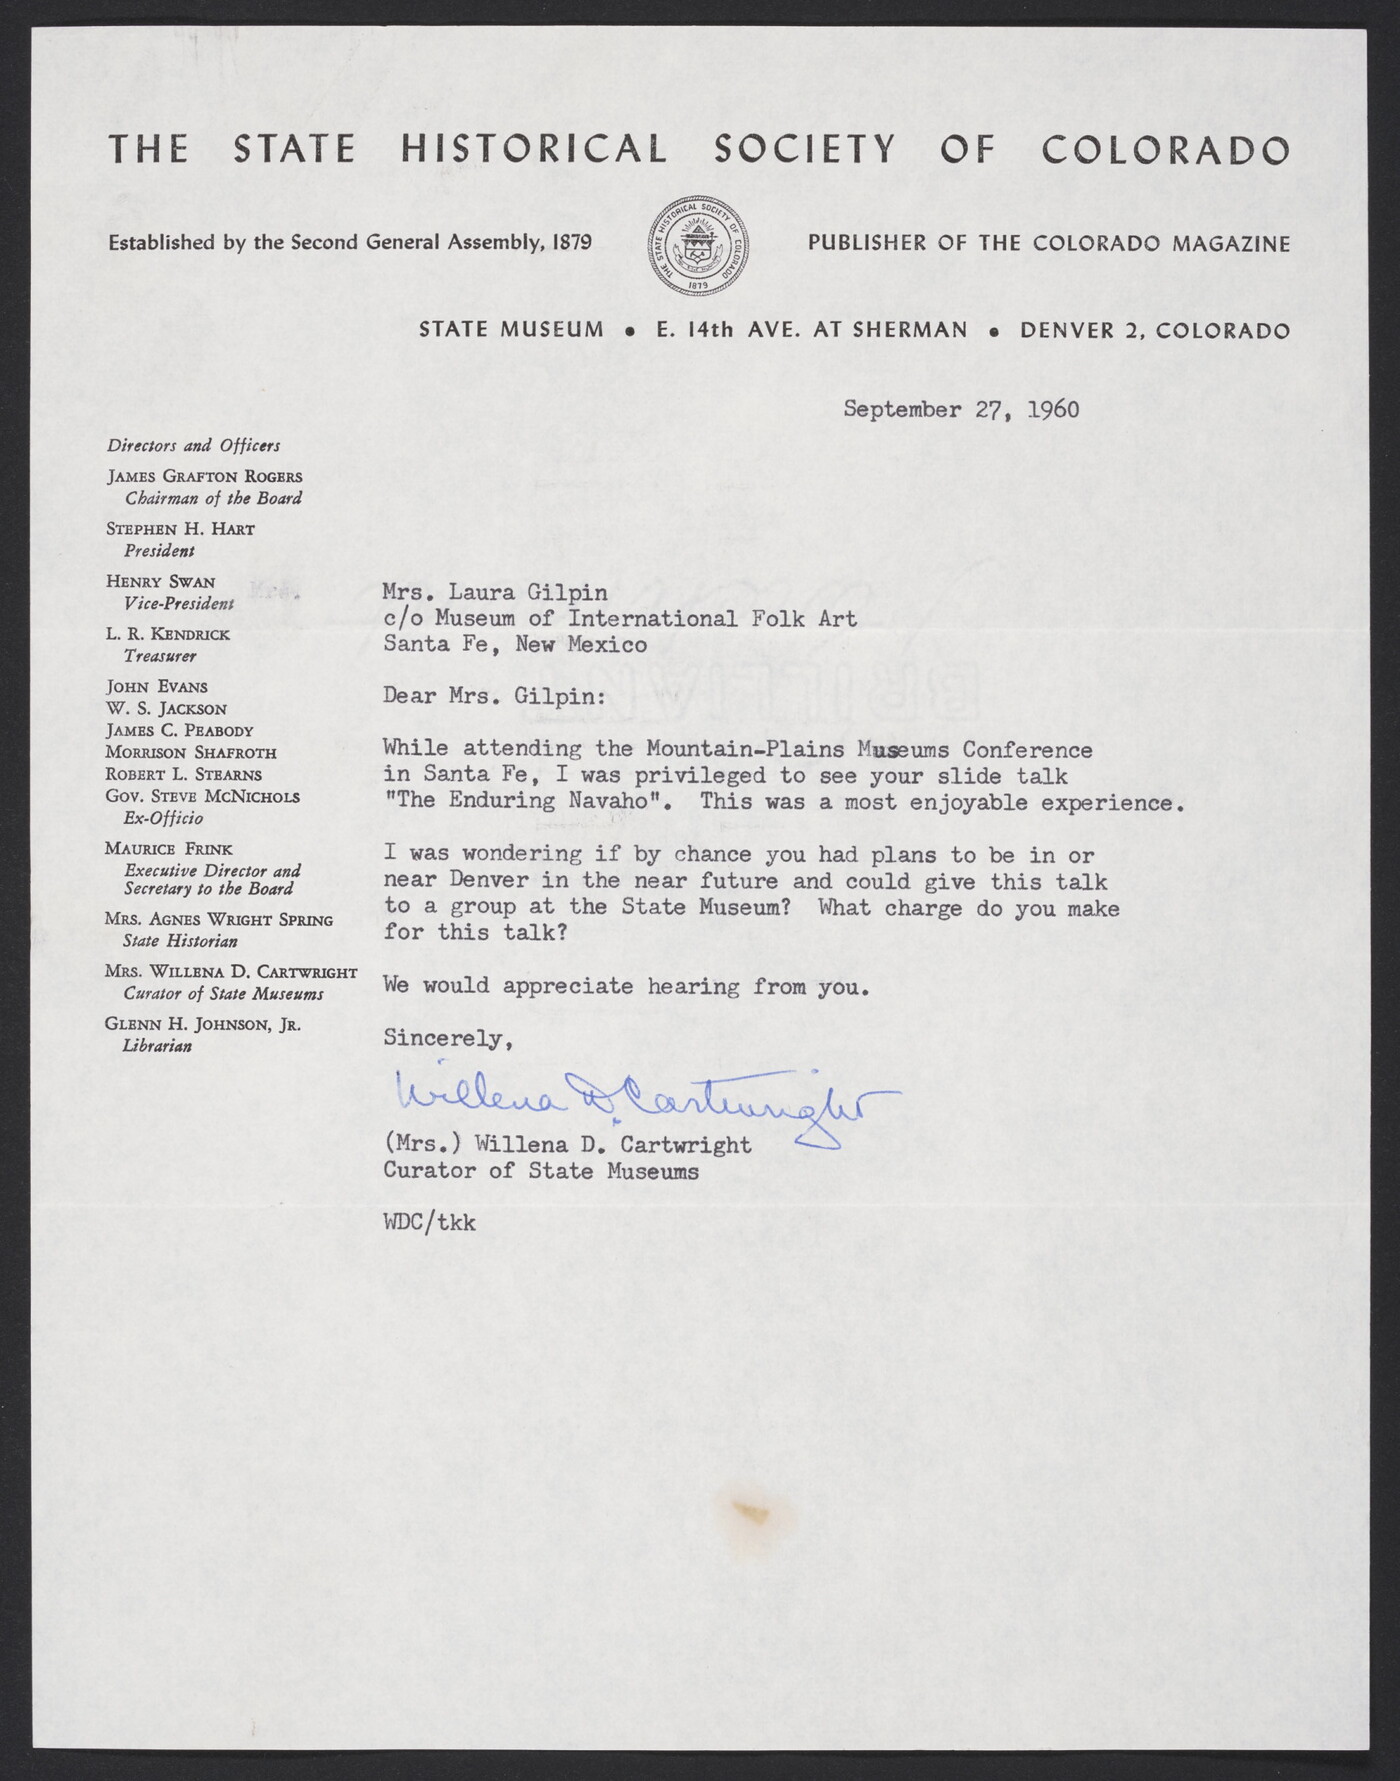 THE STATE HISTORICAL SOCIETY OF COLORADO
Established by the Second General Assembly, 1879
THE STATE HISTORICAL SOCIETY OF COLORADO
1879
PUBLISHER OF THE COLORADO MAGAZINE
STATE MUSEUM • E. 14th AVE. AT SHERMAN • DENVER 2, COLORADO
September 27, 1960
Directors and Officers
JAMES GRAFTON ROGERS
Chairman of the Board
STEPHEN H. HART
President
HENRY SWAN
Vice-President
L. R. KENDRICK
Treasurer
JOHN EVANS
W. S. JACKSON
JAMES C. PEABODY
MORRISON SHAFROTH
ROBERT L. STEARNS
GOV. STEVE MCNICHOLS
Ex-Officio
MAURICE FRINK
Executive Director and
Secretary to the Board
MRS. AGNES WRIGHT SPRING
State Historian
MRS. WILLENA D. CARTWRIGHT
Curator of State Museums
GLENN H. JOHNSON, JR.
Librarian
Mrs.
Mrs. Laura Gilpin
c/o Museum of International Folk Art
Santa Fe, New Mexico
Dear Mrs. Gilpin:
While attending the Mountain-Plains Museums Conference
in Santa Fe, I was privileged to see your slide talk
"The Enduring Navaho". This was a most enjoyable experience.
I was wondering if by chance you had plans to be in or
near Denver in the near future and could give this talk
to a group at the State Museum? What charge do you make
for this talk?
We would appreciate hearing from you.
Sincerely,
Willena D. Cartwright
(Mrs.) Willena D. Cartwright
Curator of State Museums
WDC/tkk